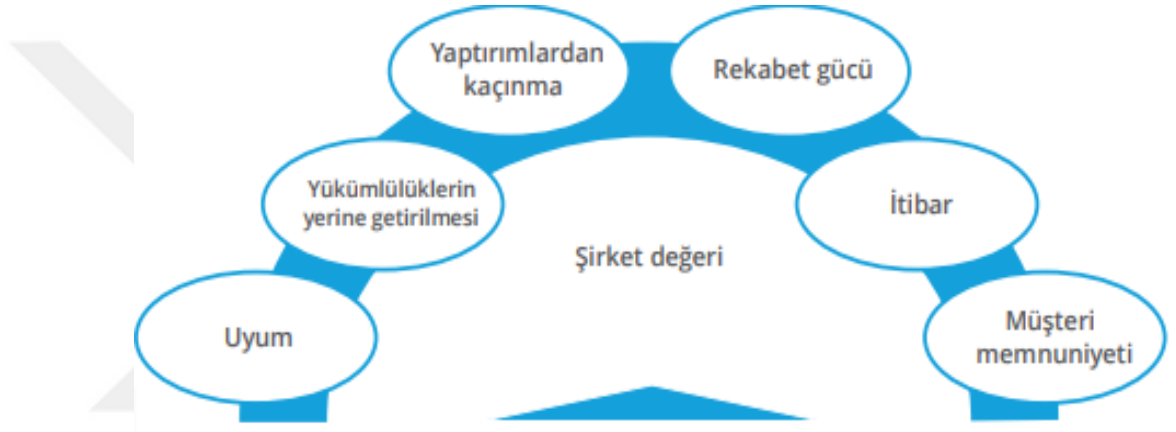 Yaptırımlardan
kaçınma
Rekabet gücü
Yükümlülüklerin
yerine getirilmesi
İtibar
Şirket değeri
Uyum
Müşteri
memnuniyeti